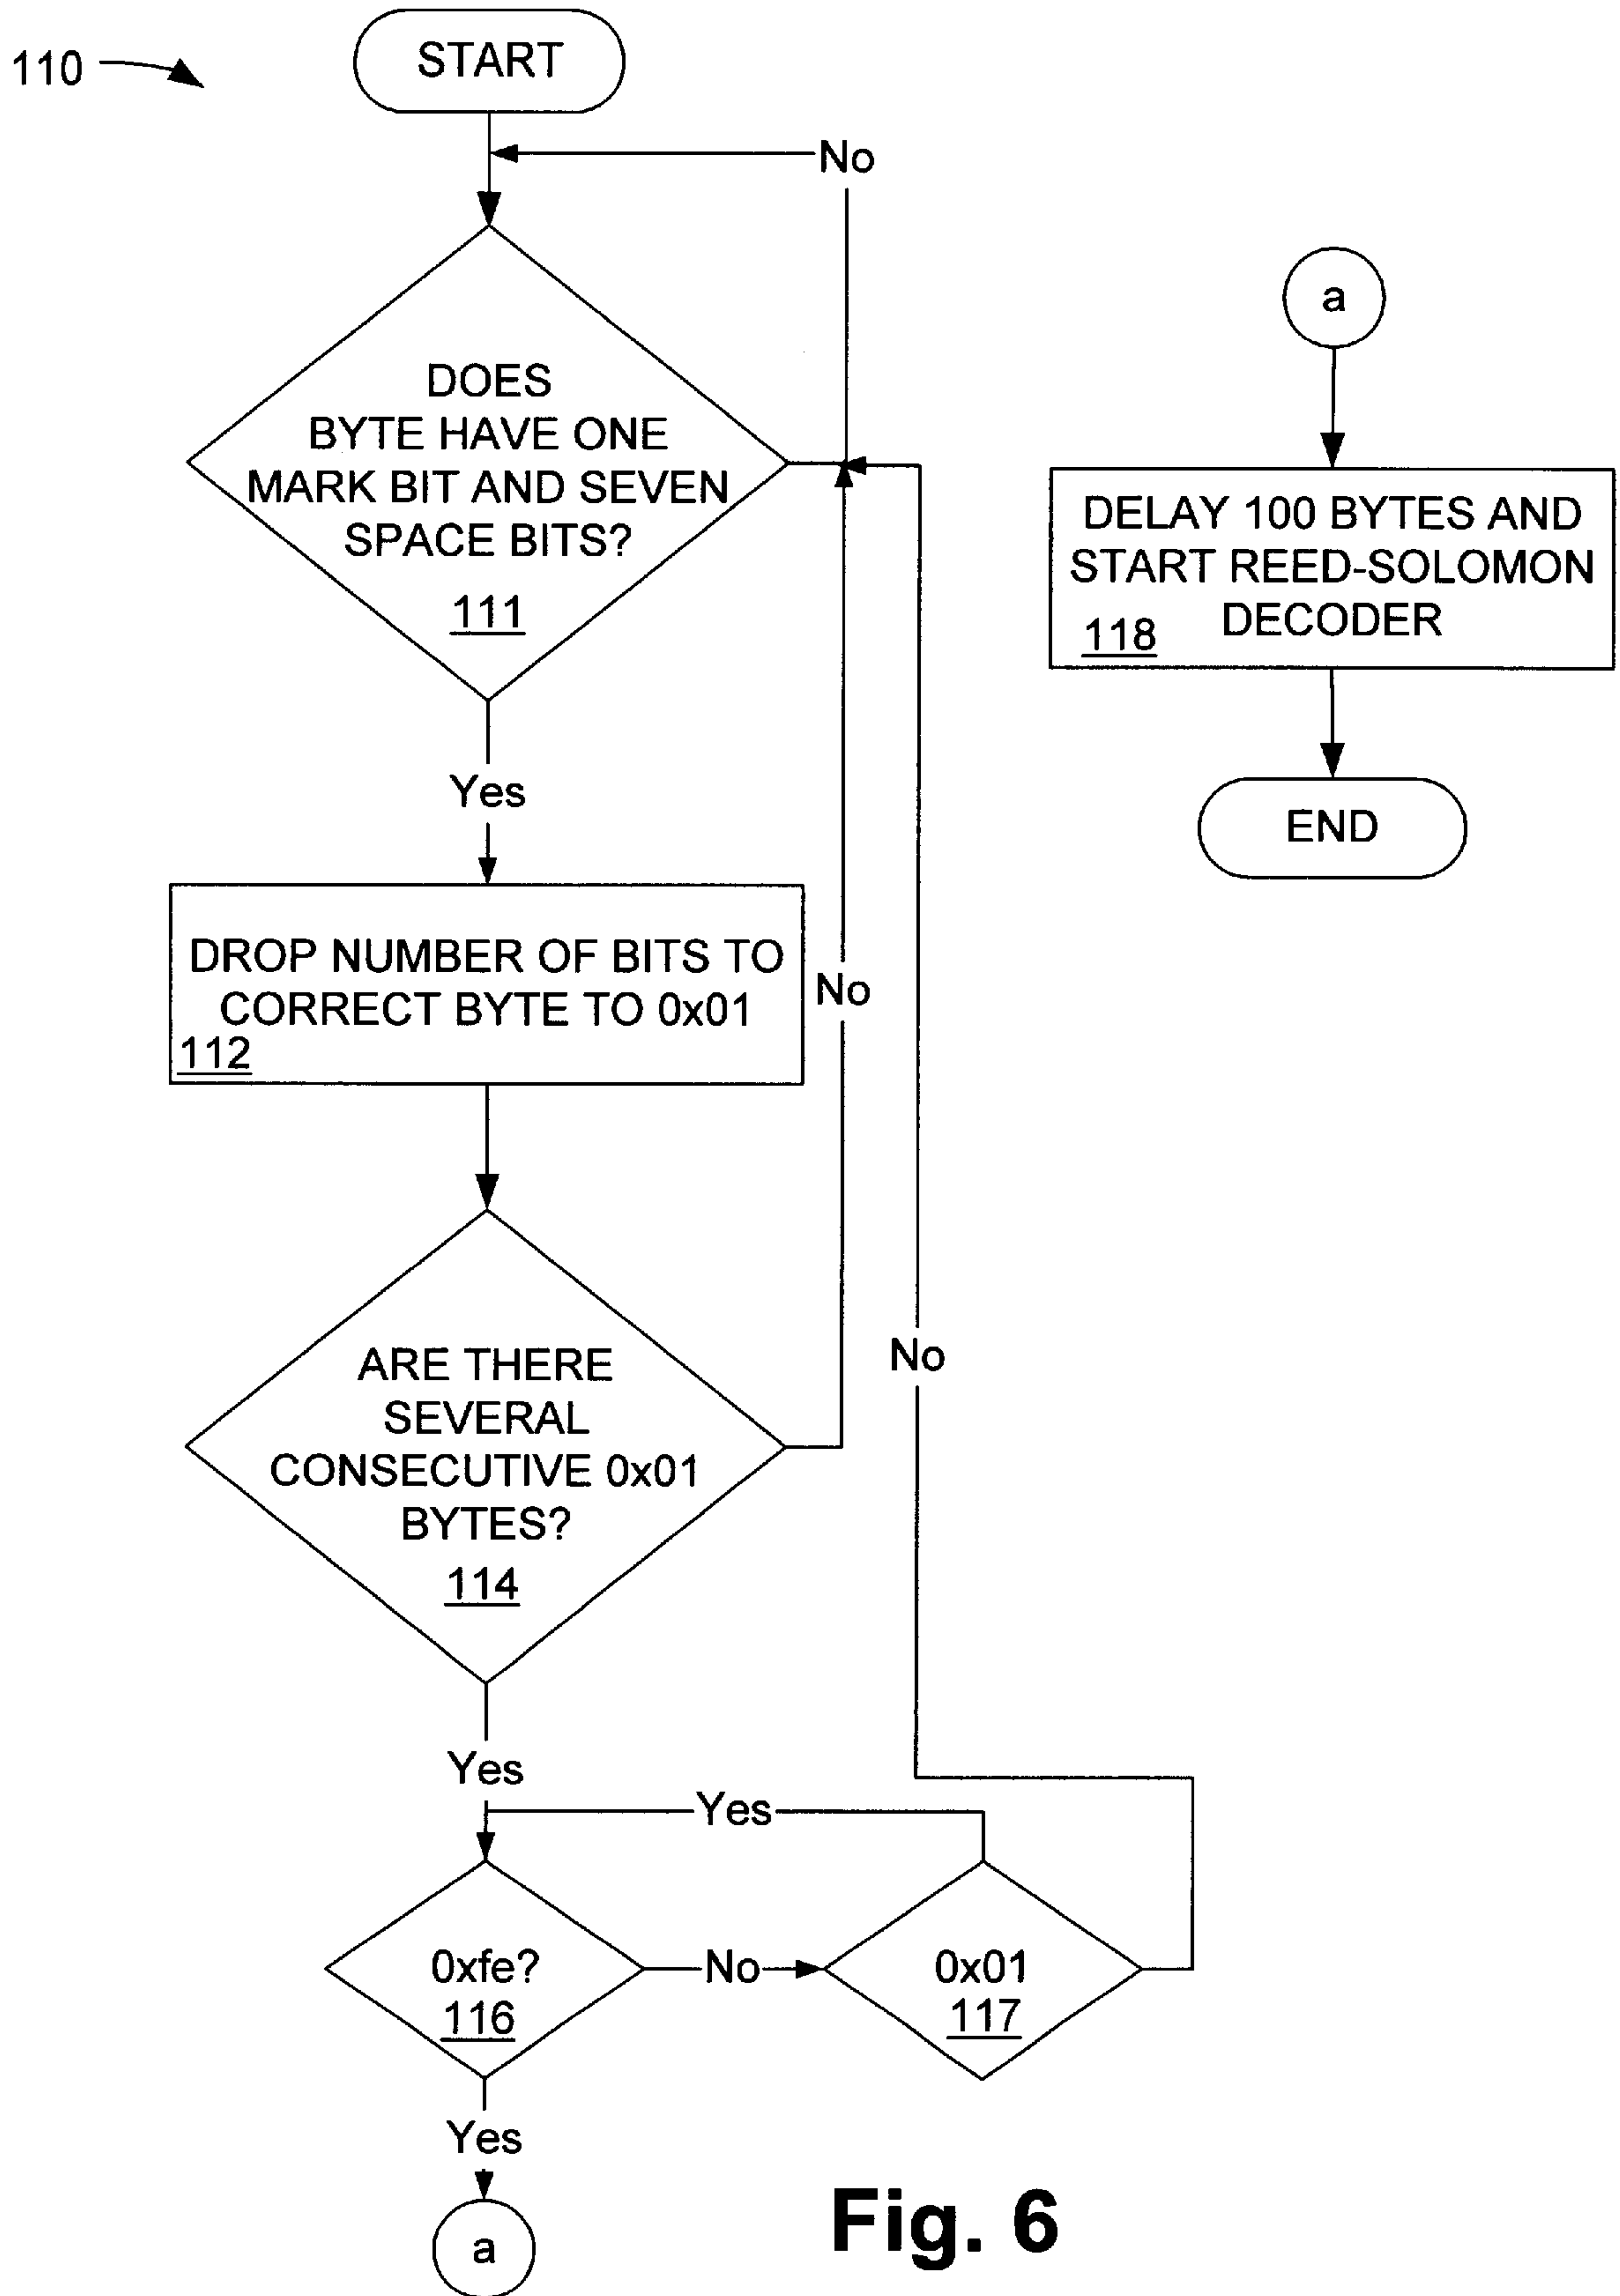 110
START
No
DOES
BYTE HAVE ONE
MARK BIT AND SEVEN
SPACE BITS?
111
Yes
DROP NUMBER OF BITS TO
CORRECT BYTE TO 0x01
112
No
ARE THERE
SEVERAL
CONSECUTIVE 0x01
BYTES?
114
No
Yes
Yes
0xfe?
116
No
0x01
117
Yes
a
a
DELAY 100 BYTES AND
START REED-SOLOMON
DECODER
118
END
Fig. 6